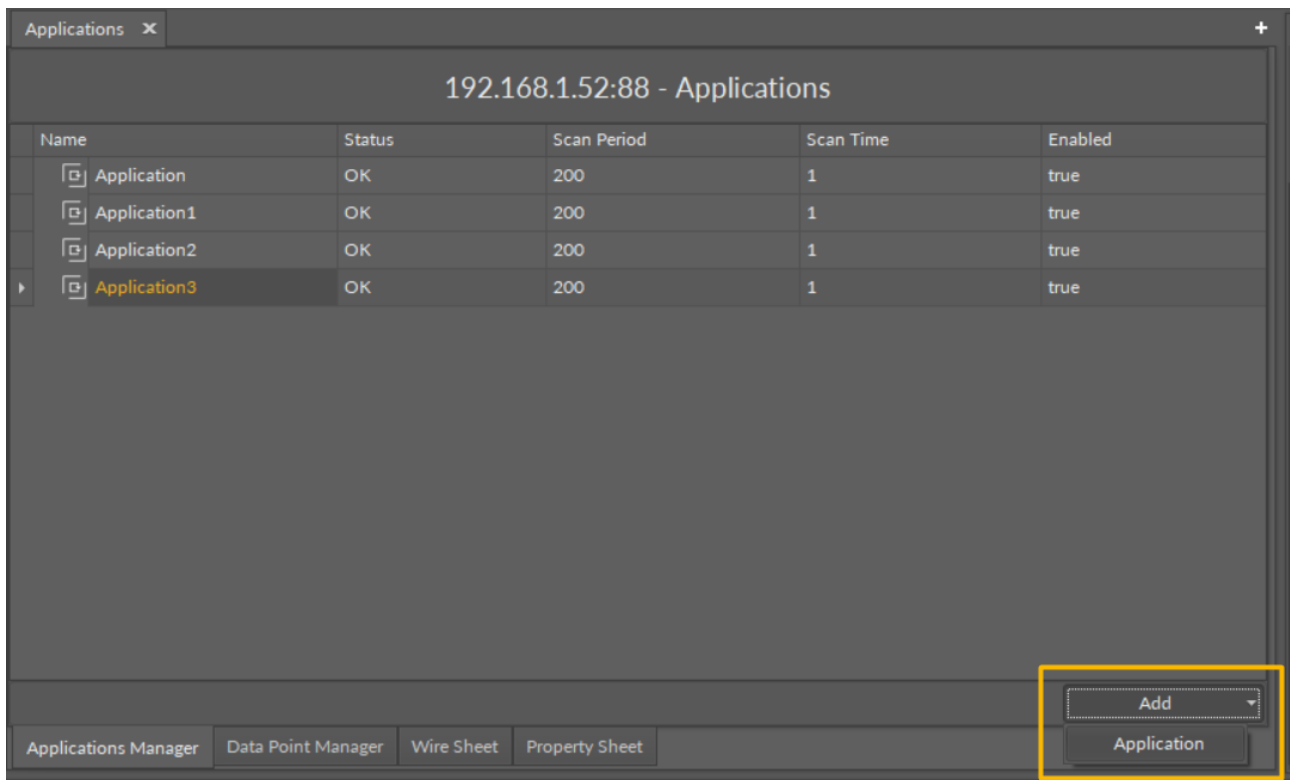 Applications x +
192.168.1.52:88 - Applications
Name Status Scan Period Scan Time Enabled
Application OK 200 1 true
Application1 OK 200 1 true
Application2 OK 200 1 true
Application3 OK 200 1 true
Add
Applications Manager Data Point Manager Wire Sheet Property Sheet Application